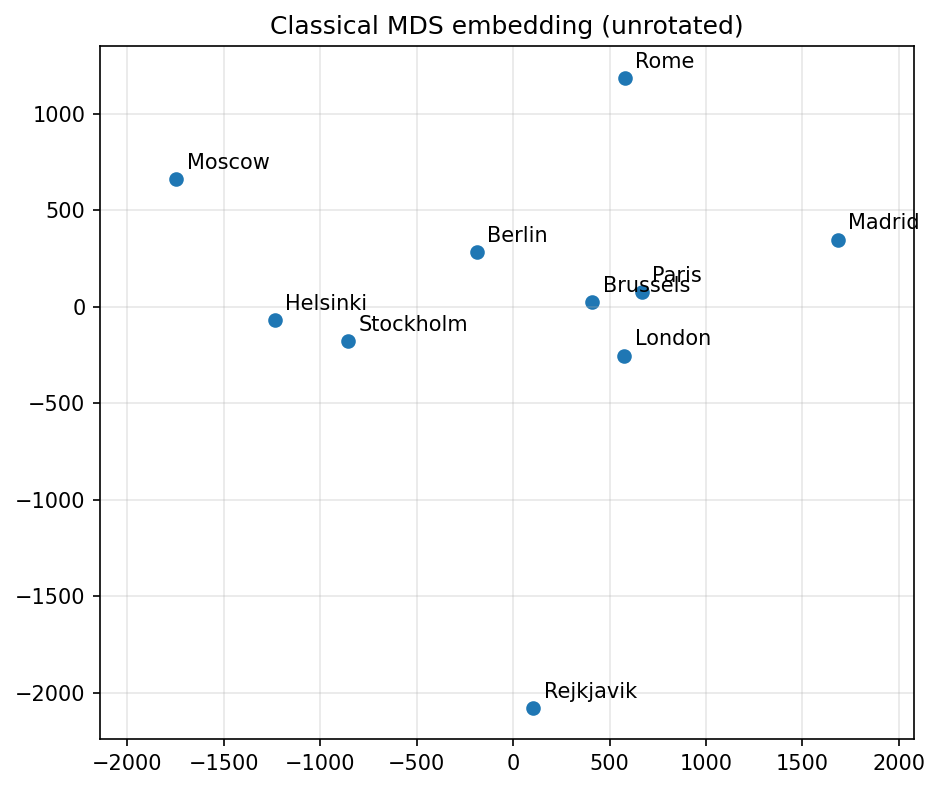 Classical MDS embedding (unrotated)
Rome
1000
Moscow
500
Madrid
Berlin
Paris
Brussels
0
Helsinki
Stockholm
London
−500
−1000
−1500
Rejkjavik
−2000
−2000 −1500 −1000 −500 0 500 1000 1500 2000